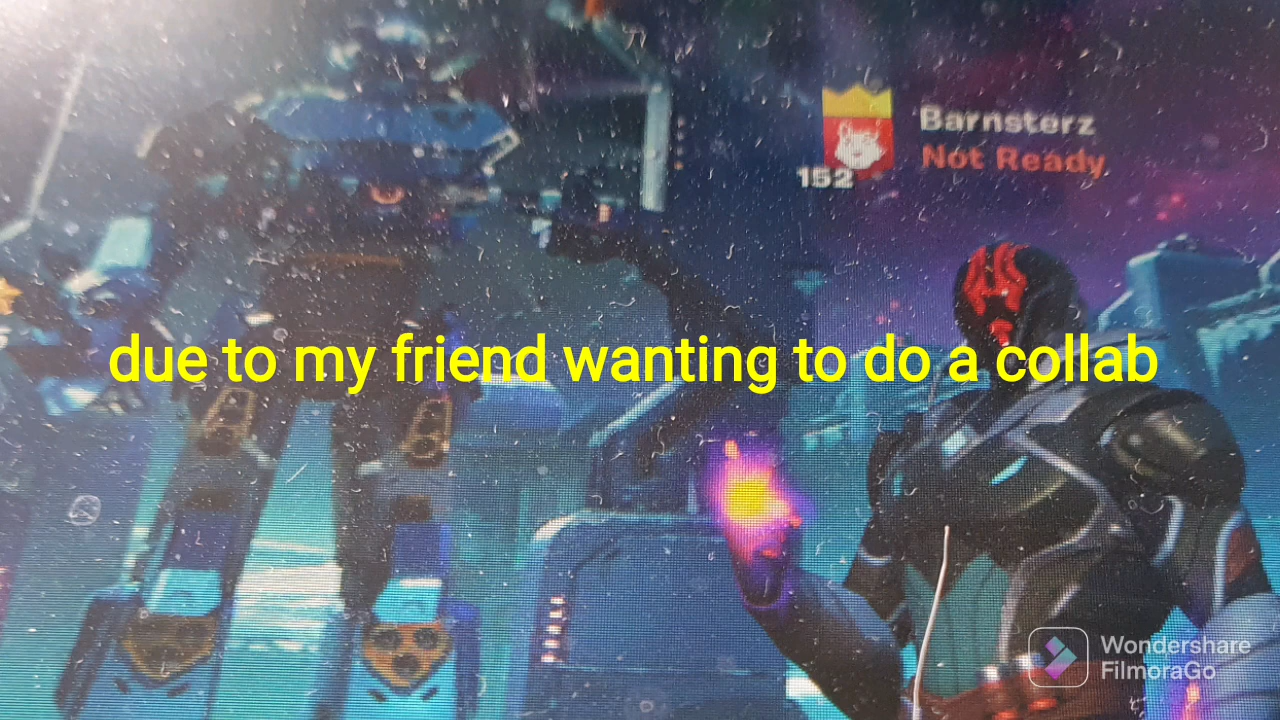 Barnsterz
Not Ready
152
due to my friend wanting to do a collab
Wondershare
FilmoraGo